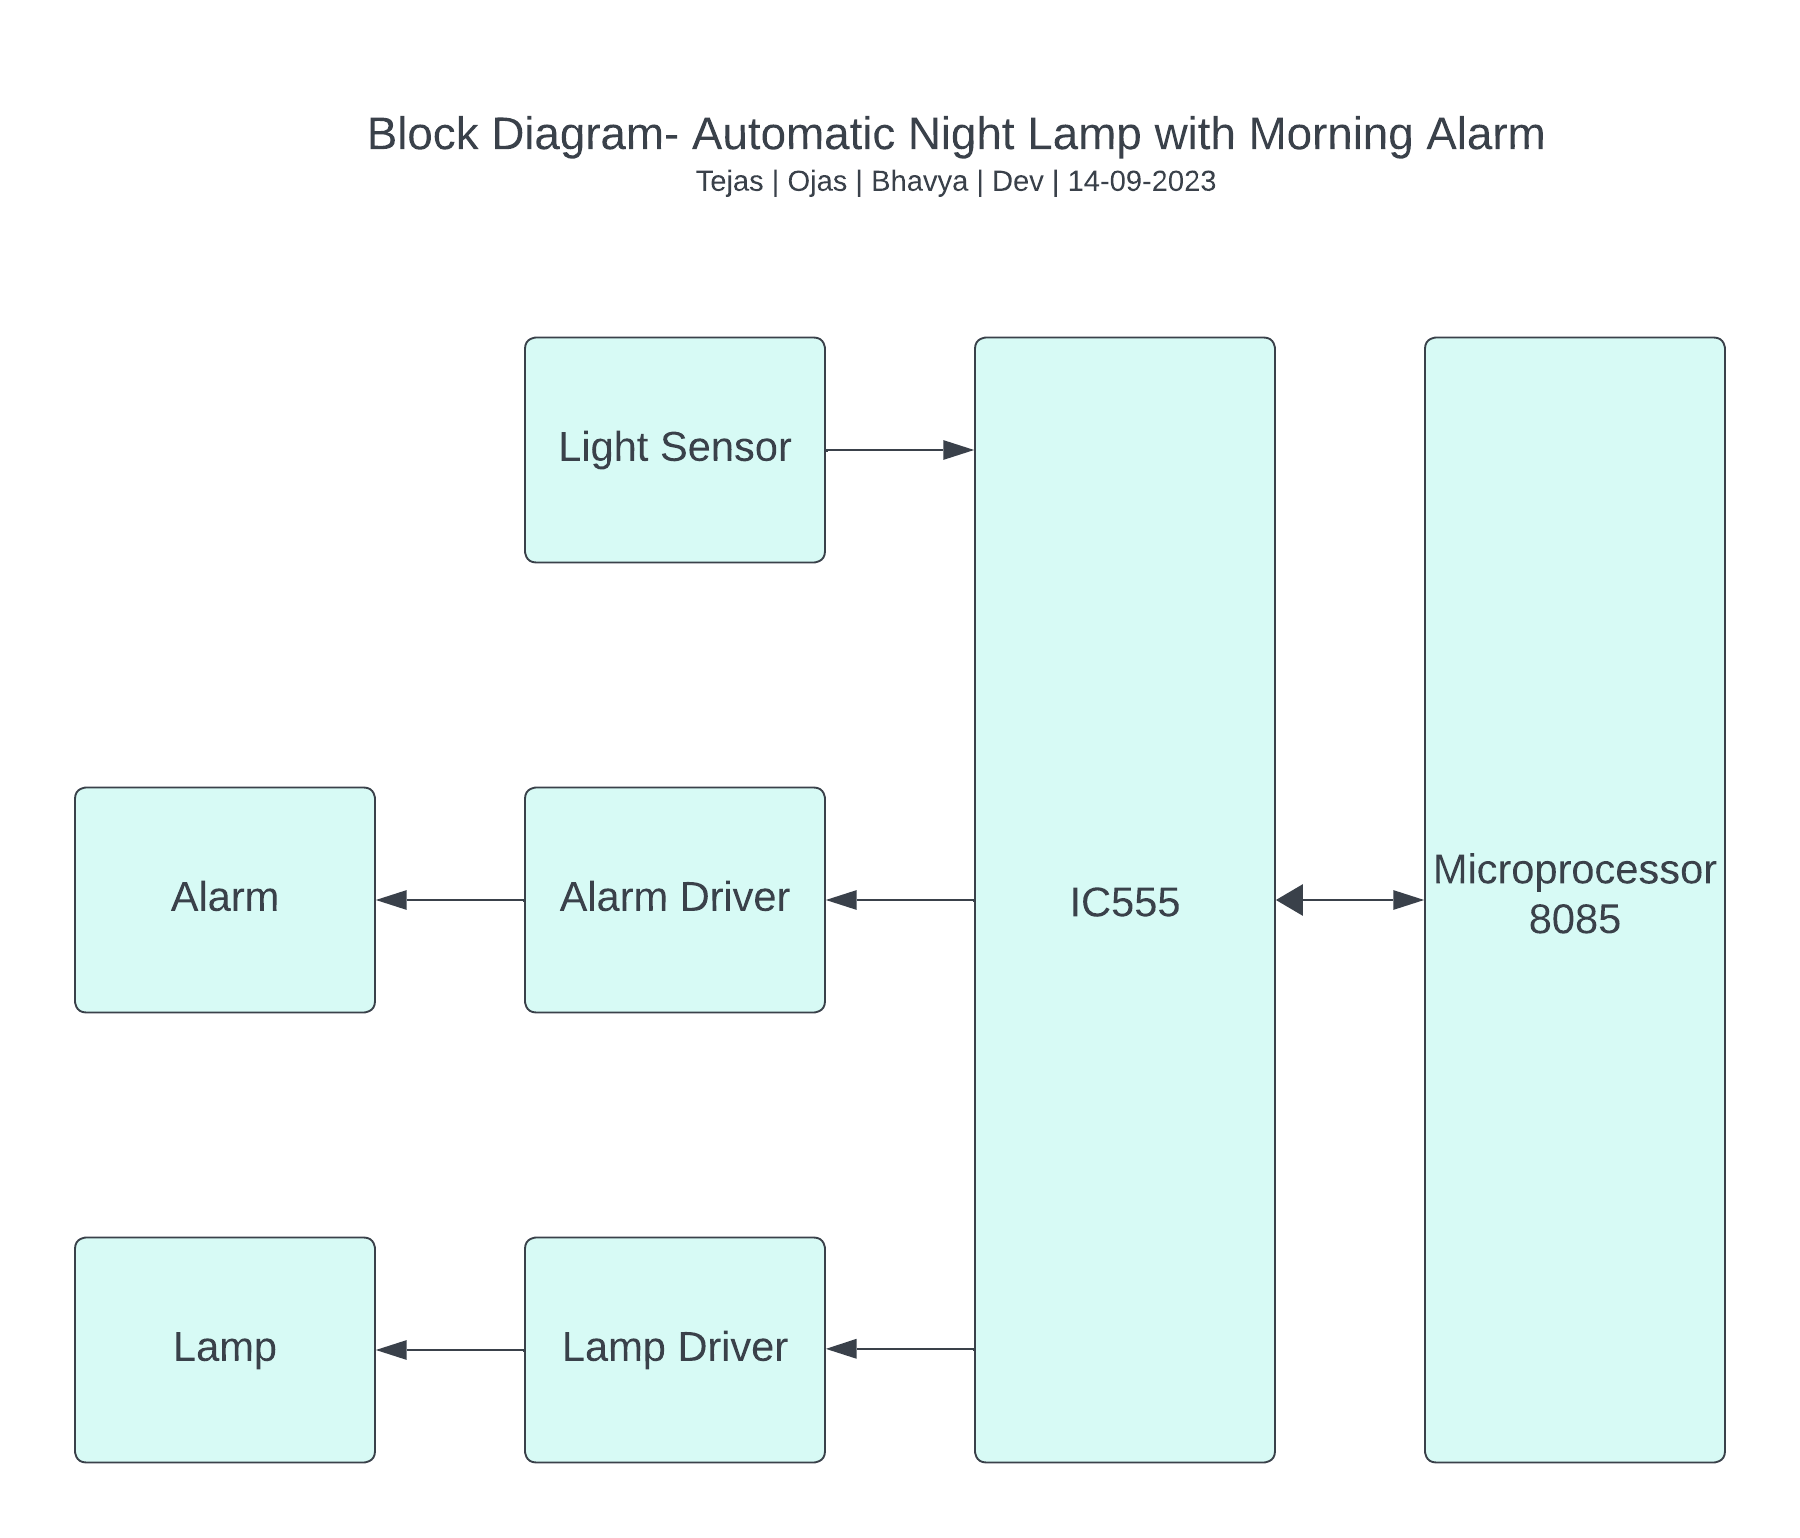 Block Diagram- Automatic Night Lamp with Morning Alarm
Tejas | Ojas | Bhavya | Dev | 14-09-2023
Light Sensor
Alarm
Alarm Driver
IC555
Microprocessor
8085
Lamp
Lamp Driver